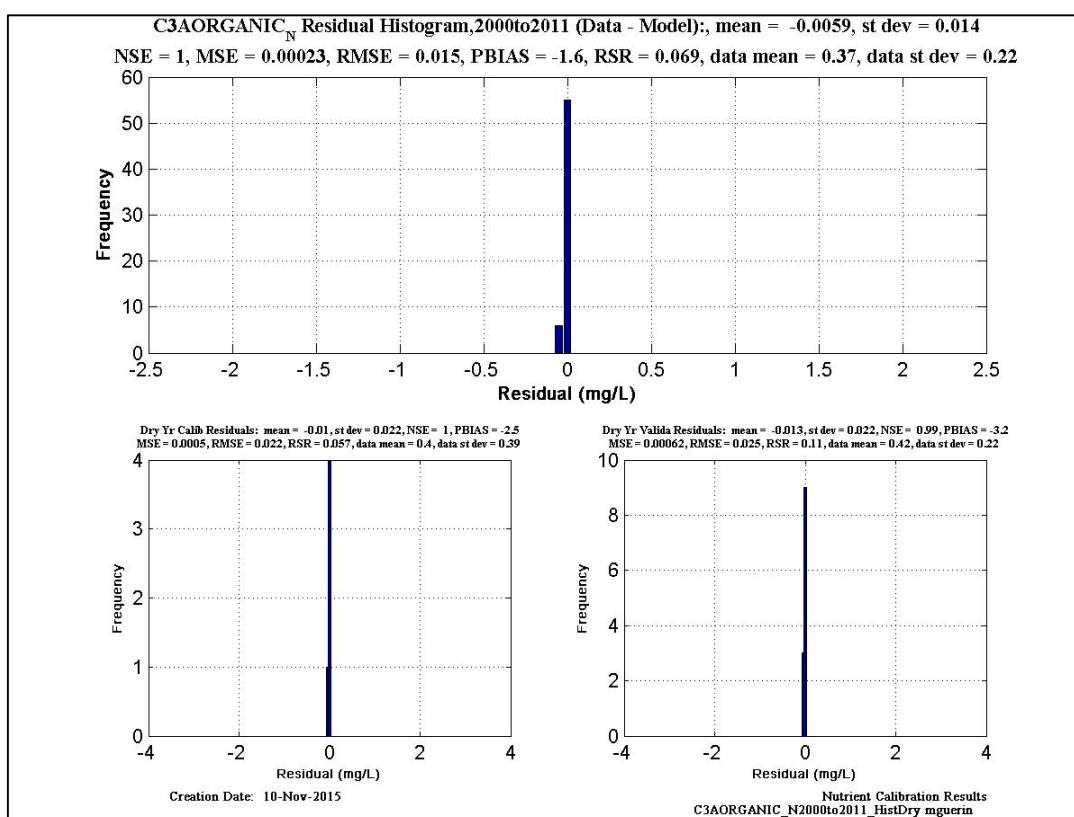 C3AORGANIC_N Residual Histogram,2000to2011 (Data - Model):, mean = -0.0059, st dev = 0.014
NSE = 1, MSE = 0.00023, RMSE = 0.015, PBIAS = -1.6, RSR = 0.069, data mean = 0.37, data st dev = 0.22
60
50
40
30
20
10
0
Frequency
-2.5 -2 -1.5 -1 -0.5 0 0.5 1 1.5 2 2.5
Residual (mg/L)
Dry Yr Calib Residuals: mean = -0.01, st dev = 0.022, NSE = 1, PBIAS = -2.5
MSE = 0.0005, RMSE = 0.022, RSR = 0.057, data mean = 0.4, data st dev = 0.39
4
3
2
1
0
Frequency
-4 -2 0 2 4
Residual (mg/L)
Dry Yr Valida Residuals: mean = -0.013, st dev = 0.022, NSE = 0.99, PBIAS = -3.2
MSE = 0.00062, RMSE = 0.025, RSR = 0.11, data mean = 0.42, data st dev = 0.22
10
8
6
4
2
0
Frequency
-4 -2 0 2 4
Residual (mg/L)
Creation Date: 10-Nov-2015
Nutrient Calibration Results
C3AORGANIC_N2000to2011_HistDry mguerin